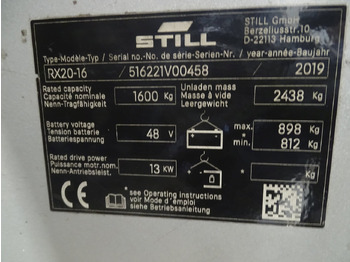 STILL
STILL GmbH
Berzeliusstr. 10
D-22113 Hamburg
Type-Modèle-Typ / Serial no.-No. de série-Serien-Nr. / year-année-Baujahr
RX20-16 / 516221V00458 2019
Rated capacity
Capacité nominale
Nenn-Tragfähigkeit
1600 Kg
Unladen mass
Masse à vide
Leergewicht
2438 Kg
Battery voltage
Tension batterie
Batteriespannung
48 V
* max 898 Kg
* min 812 Kg
Rated drive power
Puissance motr.nom.
Nenn-Antriebsleist.
13 KW
Kg
CE
*see Operating instructions
voir Mode d'emploi
siehe Betriebsanleitung